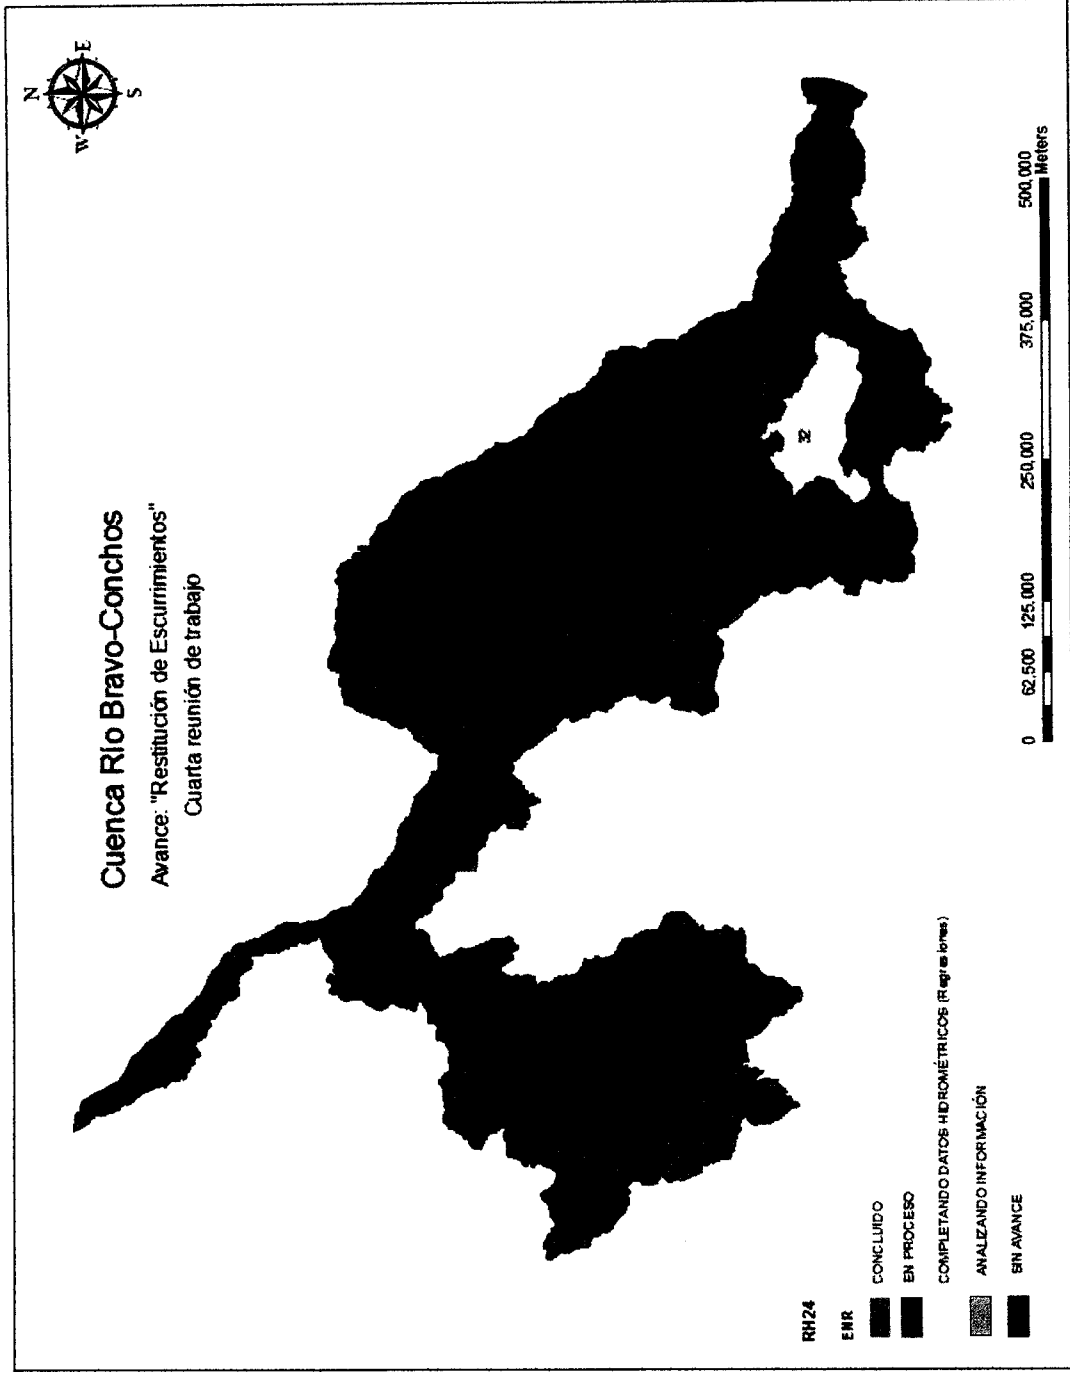 Cuenca Río Bravo-Conchos
Avance: "Restitución de Escurrimientos"
Cuarta reunión de trabajo
N
W
E
S
32
RH24
ENR
CONCLUIDO
EN PROCESO
COMPLETANDO DATOS HIDROMÉTRICOS (Regresiones)
ANALIZANDO INFORMACIÓN
SIN AVANCE
0 62,500 125,000 250,000 375,000 500,000
Meters